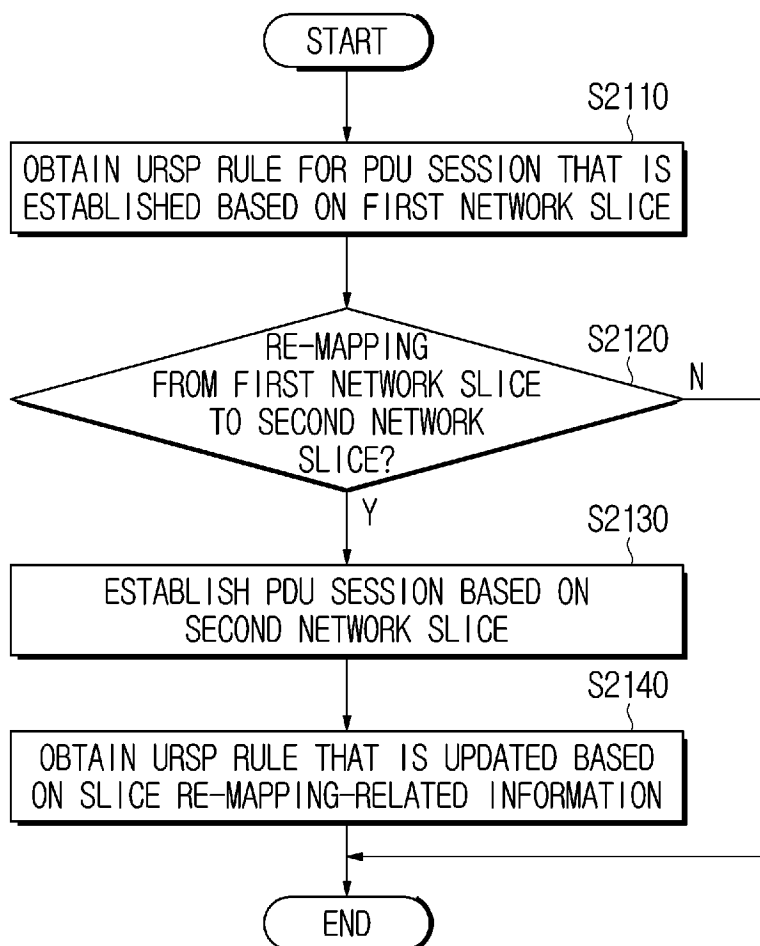 START
S2110
OBTAIN URSP RULE FOR PDU SESSION THAT IS
ESTABLISHED BASED ON FIRST NETWORK SLICE
S2120
RE-MAPPING
FROM FIRST NETWORK SLICE
TO SECOND NETWORK
SLICE?
N
Y
S2130
ESTABLISH PDU SESSION BASED ON
SECOND NETWORK SLICE
S2140
OBTAIN URSP RULE THAT IS UPDATED BASED
ON SLICE RE-MAPPING-RELATED INFORMATION
END